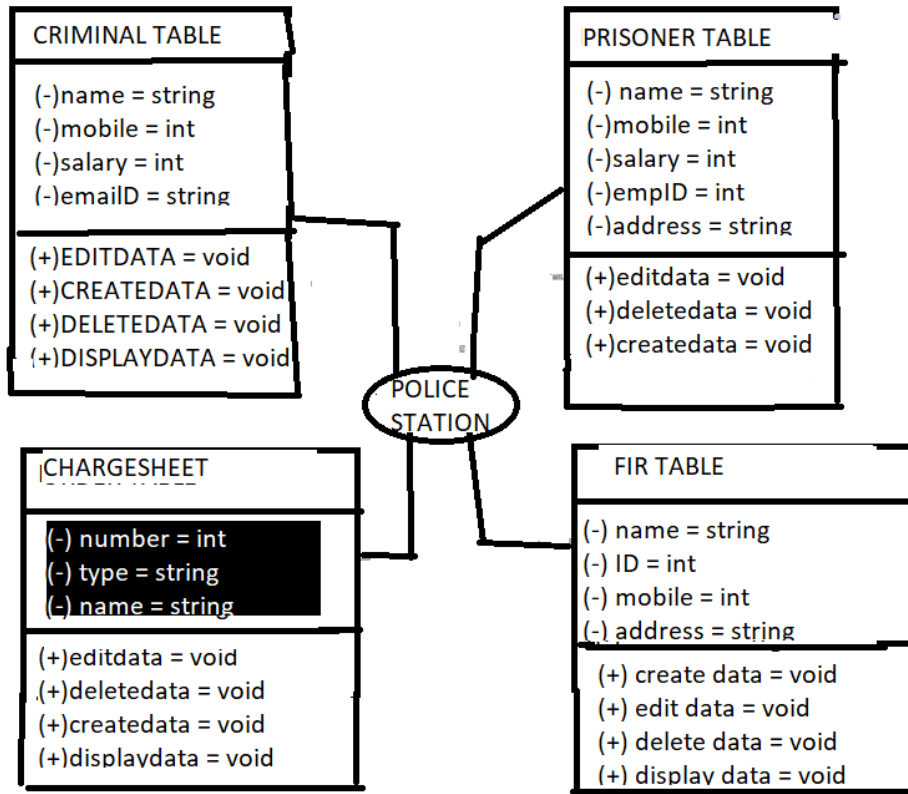 CRIMINAL TABLE
(-)name = string
(-)mobile = int
(-)salary = int
(-)emailD = string
(+)EDITDATA = void
(+)CREATEDATA = void
(+)DELETEDATA = void
(+)DISPLAYDATA = void
PRISONER TABLE
(-) name = string
(-)mobile = int
(-)salary = int
(-)empID = int
(-)address = string
(+)editdata = void
(+)deletedata = void
(+)createdata = void
POLICE
STATION
CHARGESHEET
(-) number = int
(-) type = string
(-) name = string
(+)editdata = void
(+)deletedata = void
(+)createdata = void
(+)displaydata = void
FIR TABLE
(-) name = string
(-) ID = int
(-) mobile = int
(-) address = string
(+) create data = void
(+) edit data = void
(+) delete data = void
(+) display data = void